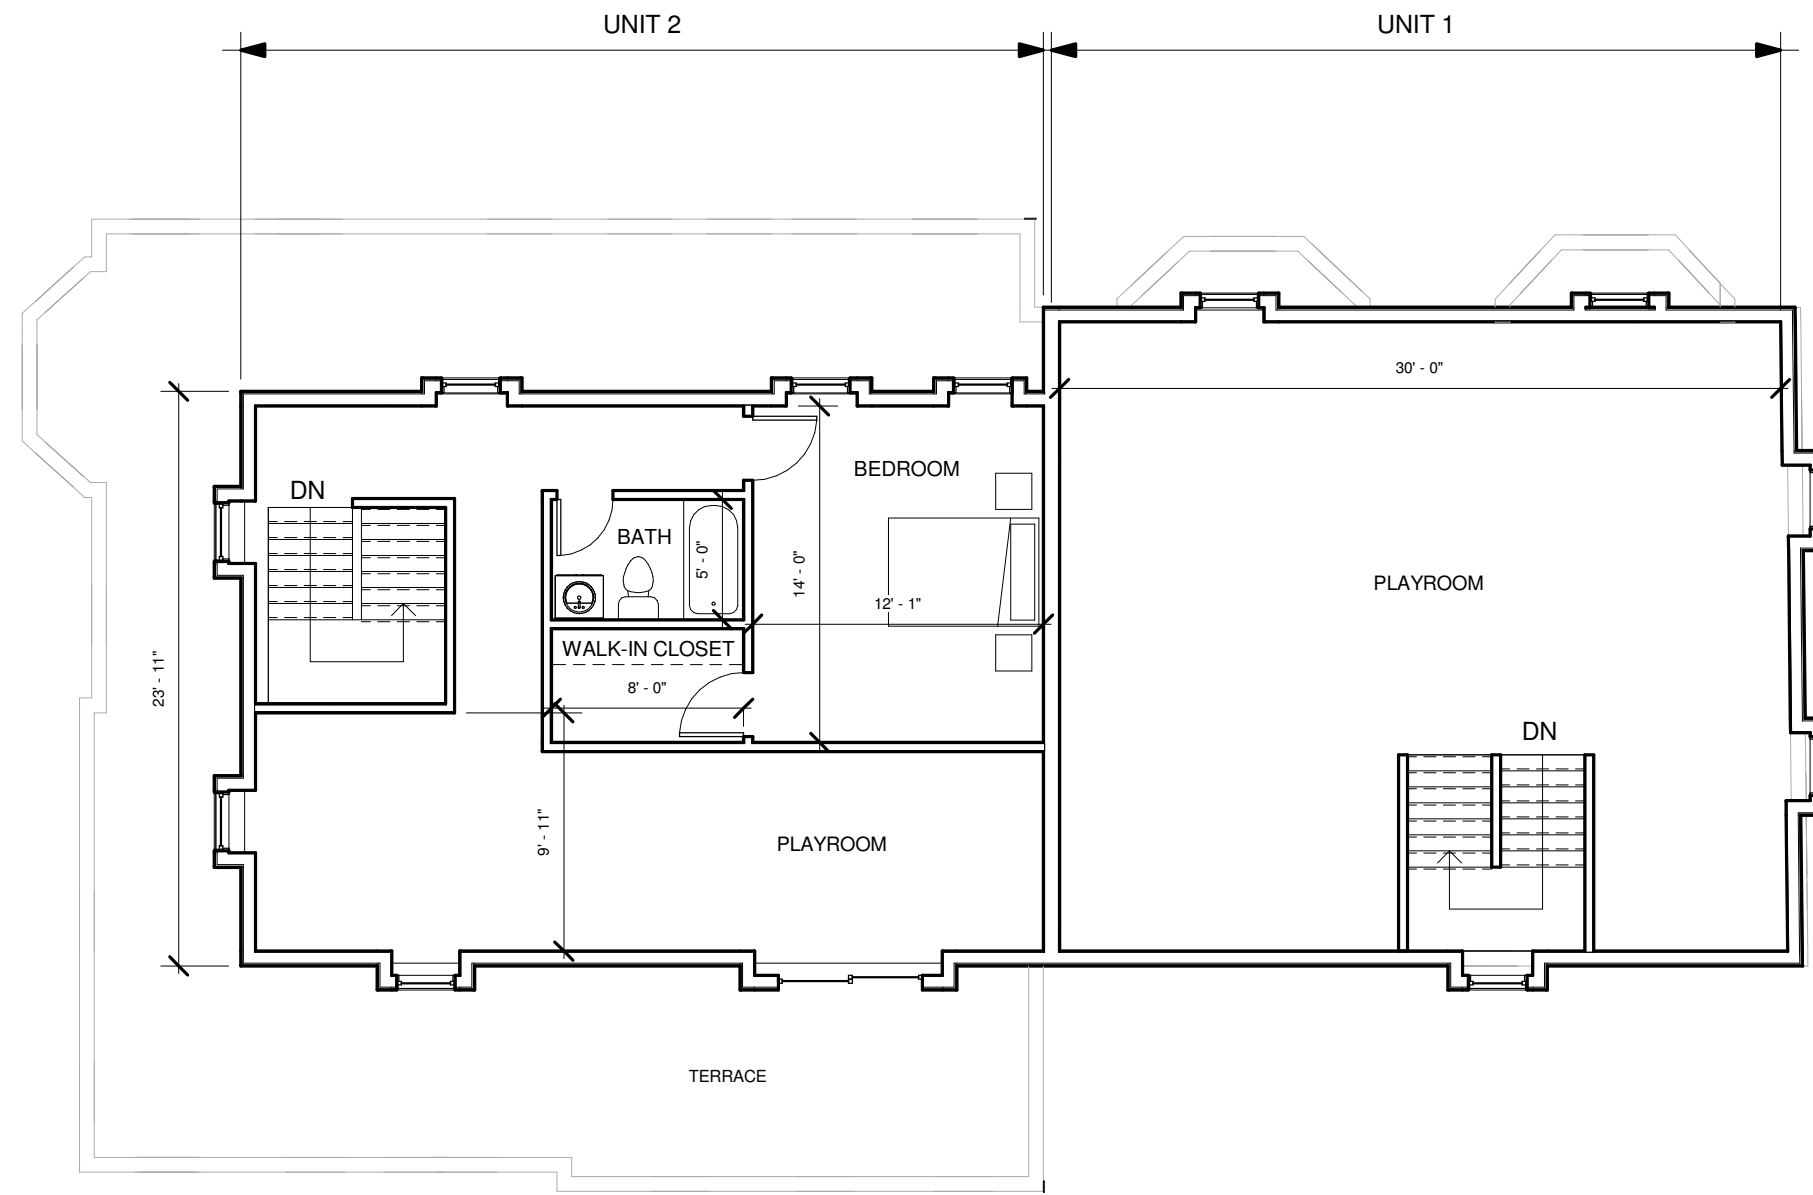 UNIT 2
UNIT 1
30' - 0"
BEDROOM
DN
BATH
5' - 0"
14' - 0"
12' - 1"
PLAYROOM
WALK-IN CLOSET
8' - 0"
23' - 11"
DN
9' - 11"
PLAYROOM
TERRACE